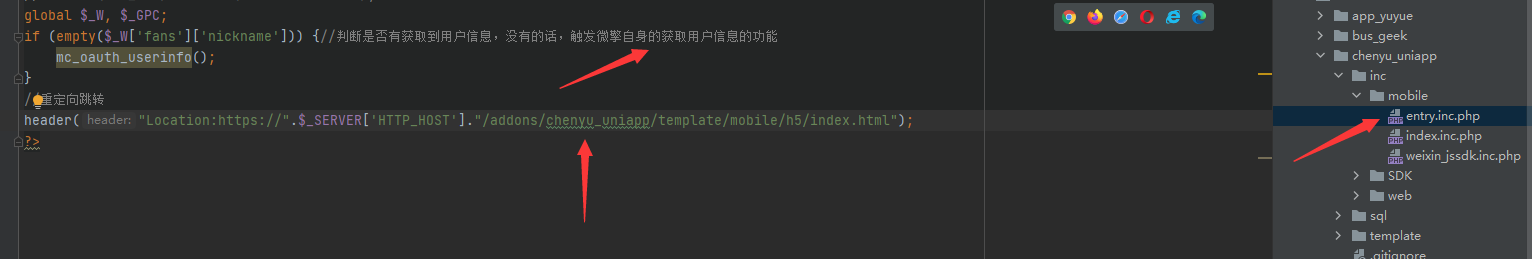 global $_W, $_GPC;
if (empty($_W['fans']['nickname'])) {//判断是否有获取到用户信息，没有的话，触发微擎自身的获取用户信息的功能
mc_oauth_userinfo();
}
//重定向跳转
header( header: "Location:https://".$_SERVER['HTTP_HOST']."/addons/chenyu_uniapp/template/mobile/h5/index.html");
?>
app_yuyue
bus_geek
chenyu_uniapp
inc
mobile
entry.inc.php
index.inc.php
weixin_jssdk.inc.php
SDK
web
sql
template
.gitignore